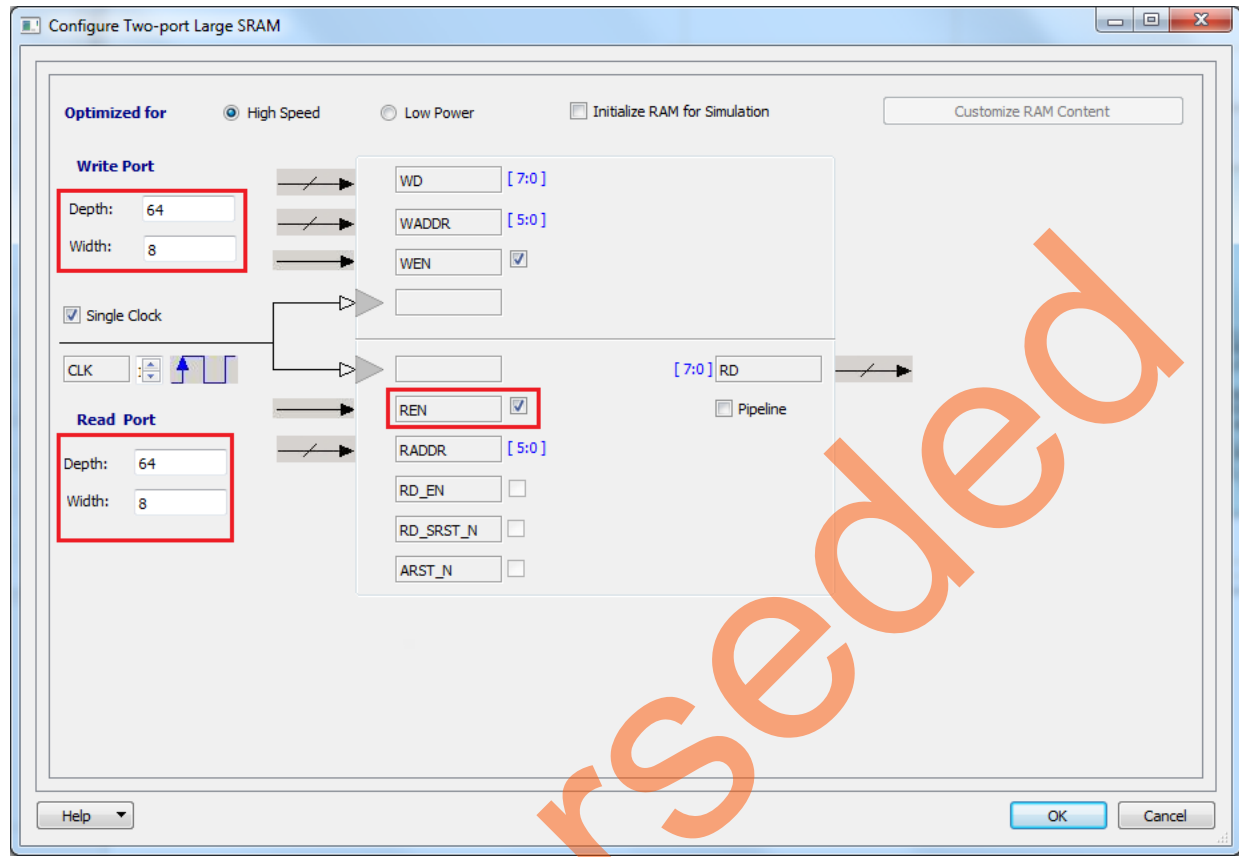 Configure Two-port Large SRAM
Optimized for High Speed Low Power Initialize RAM for Simulation Customize RAM Content
Write Port
WD [ 7:0 ]
Depth: 64
WADDR [ 5:0 ]
Width: 8
WEN
Single Clock
CLK
[ 7:0 ] RD
REN
Pipeline
Read Port
RADDR [ 5:0 ]
Depth: 64
RD_EN
Width: 8
RD_SRST_N
ARST_N
rseded
Help OK Cancel